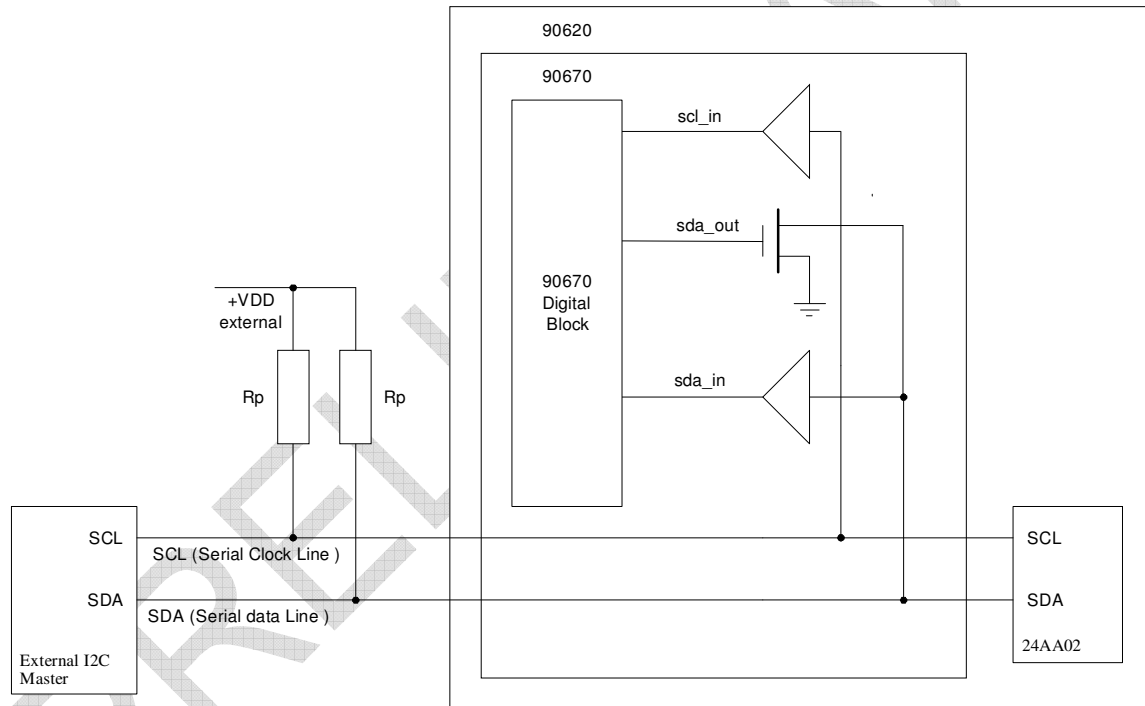 90620
90670
scl_in
sda_out
90670
Digital
Block
sda_in
+VDD
external
Rp
Rp
SCL
SCL (Serial Clock Line )
SDA
SDA (Serial data Line )
External I2C
Master
SCL
SDA
24AA02